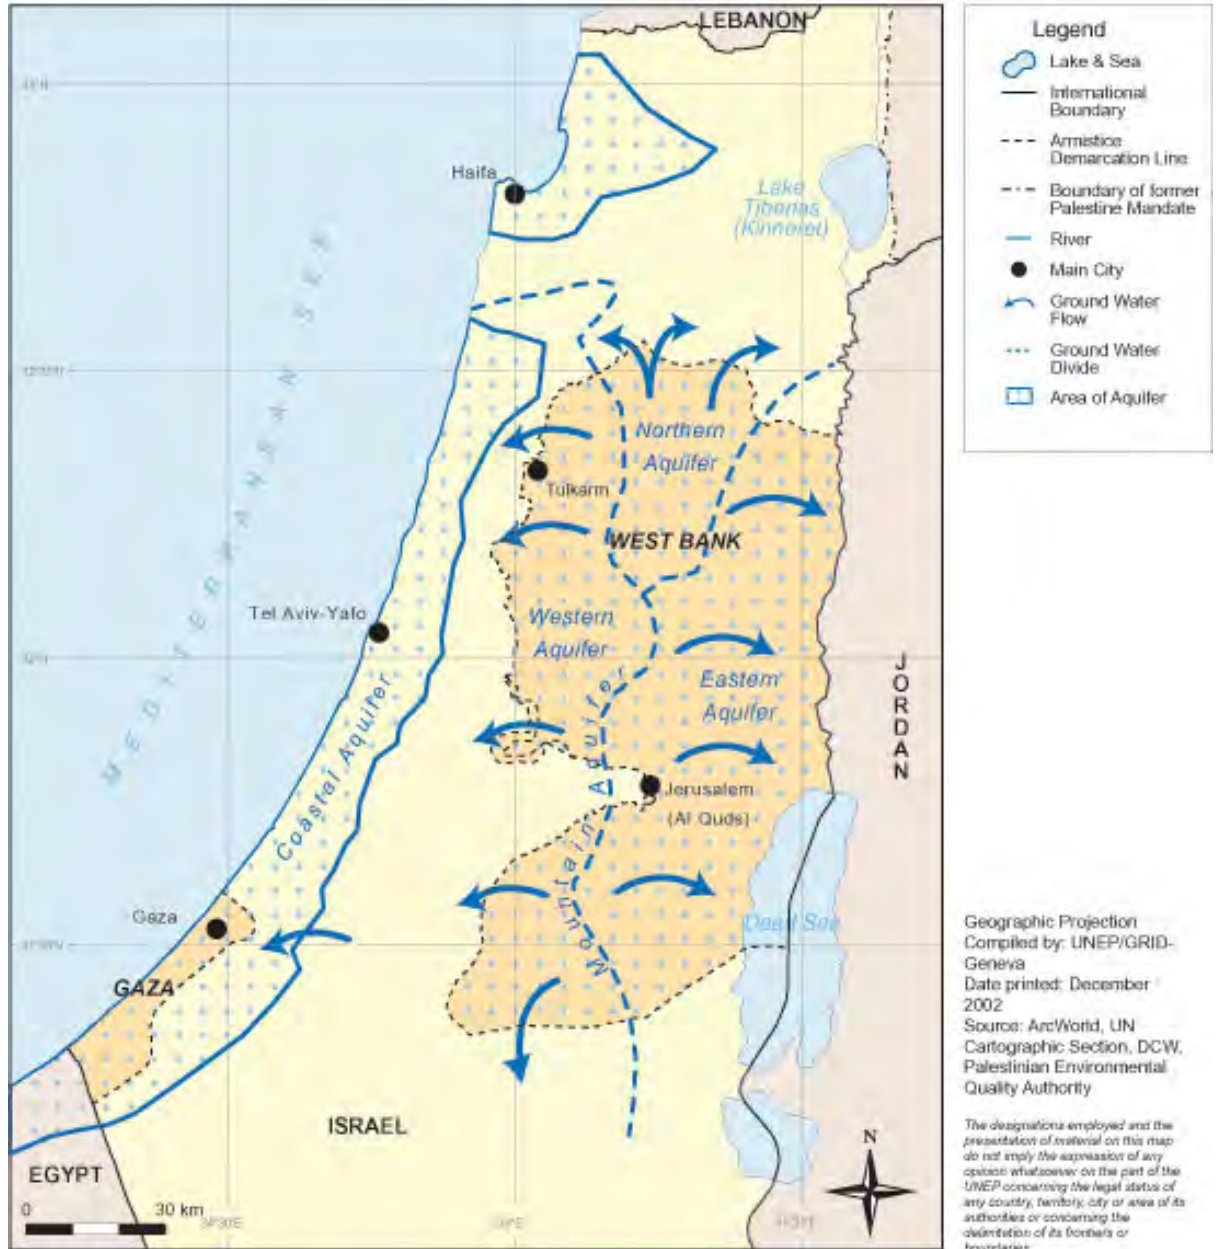 LEBANON
Haifa
Lake
Tiberias
(Kinneret)
MEDITERRANEAN SEA
Northern
Aquifer
Tulkarm
WEST BANK
Tel Aviv-Yafo
Western
Aquifer
Eastern
Aquifer
JORDAN
Coastal Aquifer
Mountain Aquifer
Jerusalem
(Al Quds)
Gaza
GAZA
Dead Sea
ISRAEL
EGYPT
N
0 30 km
34°30'E
35°E
Legend
Lake & Sea
International
Boundary
Armistice
Demarcation Line
Boundary of former
Palestine Mandate
River
Main City
Ground Water
Flow
Ground Water
Divide
Area of Aquifer
Geographic Projection
Compiled by: UNEP/GRID-
Geneva
Date printed: December
2002
Source: ArcWorld, UN
Cartographic Section, DCW,
Palestinian Environmental
Quality Authority
The designations employed and the
presentation of material on this map
do not imply the expression of any
opinion whatsoever on the part of the
UNEP concerning the legal status of
any country, territory, city or area of its
authorities or concerning the
delimitation of its frontiers or
boundaries